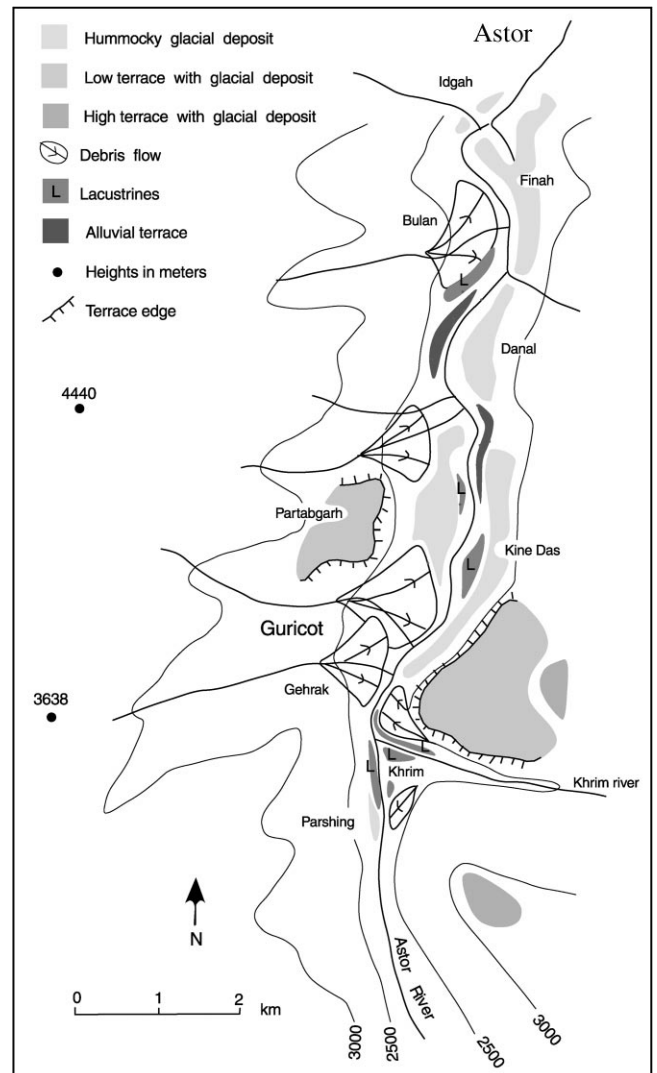 Astor
Hummocky glacial deposit
Low terrace with glacial deposit
High terrace with glacial deposit
Debris flow
L
Lacustrines
Alluvial terrace
Heights in meters
Terrace edge
Idgah
Finah
Bulan
L
Danal
4440
Partabgarh
L
Kine Das
L
Guricot
Gehrak
3638
L
L
L
Khrim
Khrim river
Parshing
N
Astor River
0 1 2
km
3000
2500
2500
3000